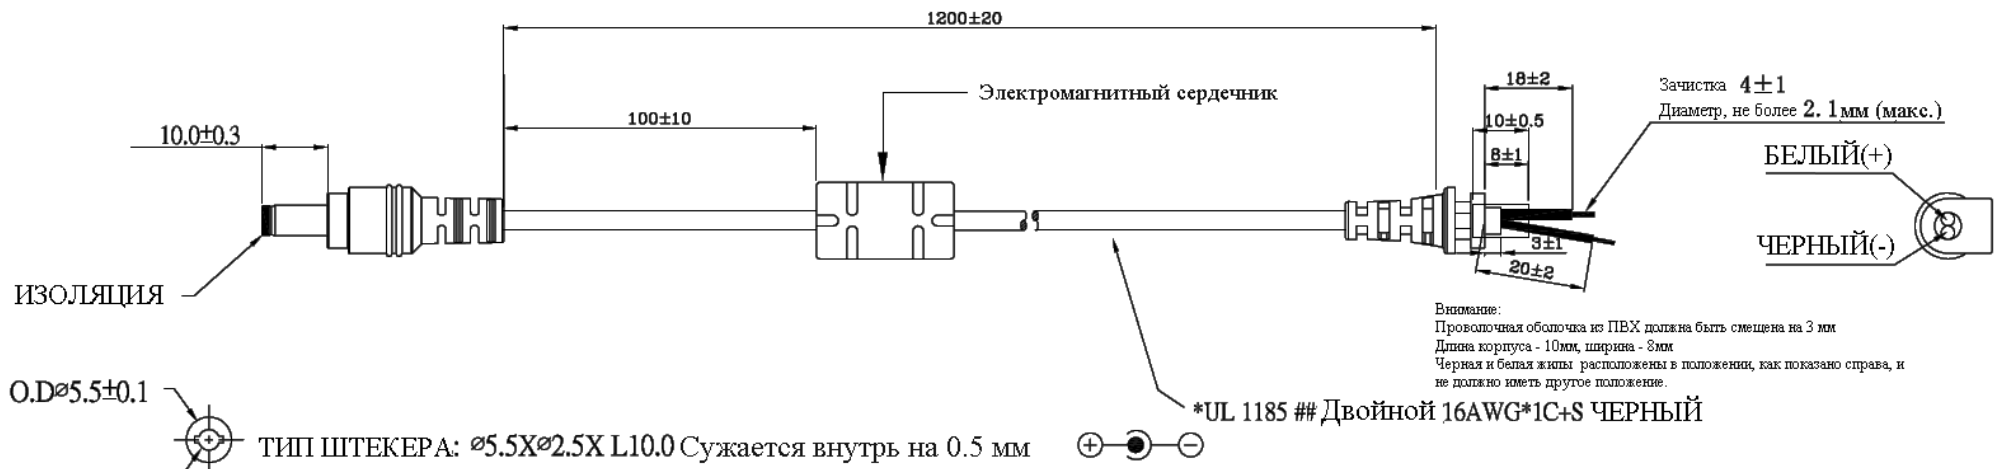 1200±20
18±2
Зачистка 4±1
Электромагнитный сердечник
Диаметр, не более 2.1мм (макс.)
100±10
10±0.5
10.0±0.3
8±1
БЕЛЫЙ(+)
ЧЕРНЫЙ(-)
3±1
20±2
ИЗОЛЯЦИЯ
Внимание:
Проволочная оболочка из ПВХ должна быть смещена на 3 мм
Длина корпуса - 10мм, ширина - 8мм
Черная и белая жилы расположены в положении, как показано справа, и
не должно иметь другое положение.
O.D⌀5.5±0.1
*UL 1185 ## Двойной 16AWG*1C+S ЧЕРНЫЙ
ТИП ШТЕКЕРА: ⌀5.5X⌀2.5X L10.0 Сужается внутрь на 0.5 мм
+ −